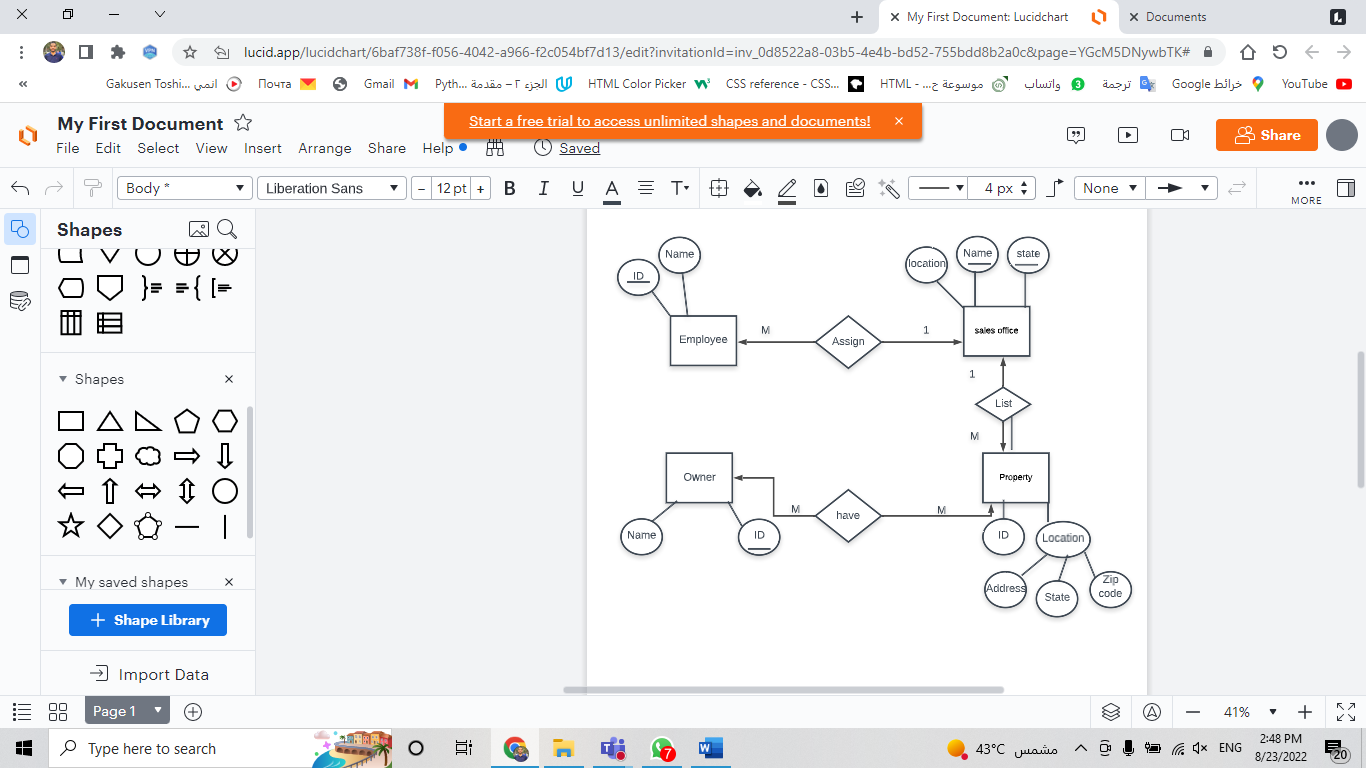 My First Document: Lucidchart
Documents
lucid.app/lucidchart/6baf738f-f056-4042-a966-f2c054bf7d13/edit?invitationId=inv_0d8522a8-03b5-4e4b-bd52-755bdd8b2a0c&page=YGcM5DNywbTK#
Gakusen Toshi... انمي
Почта
Gmail
Pyth... الجزء ٢ – مقدمة
HTML Color Picker
CSS reference - CSS...
HTML - موسوعة ح...
واتساب
3
ترجمة
خرائط Google
YouTube
My First Document
Start a free trial to access unlimited shapes and documents!
File Edit Select View Insert Arrange Share Help
Saved
Share
Body *
Liberation Sans
− 12 pt +
B I U A T
4 px
None
MORE
Shapes
Shapes
My saved shapes
+ Shape Library
Import Data
Name
ID
Employee
M
Assign
1
location
Name
state
sales office
1
List
M
Owner
Name
ID
M
have
M
Property
ID
Location
Address
State
Zip
code
Page 1
41%
Type here to search
7
43°C مشمس
ENG
2:48 PM
8/23/2022
20